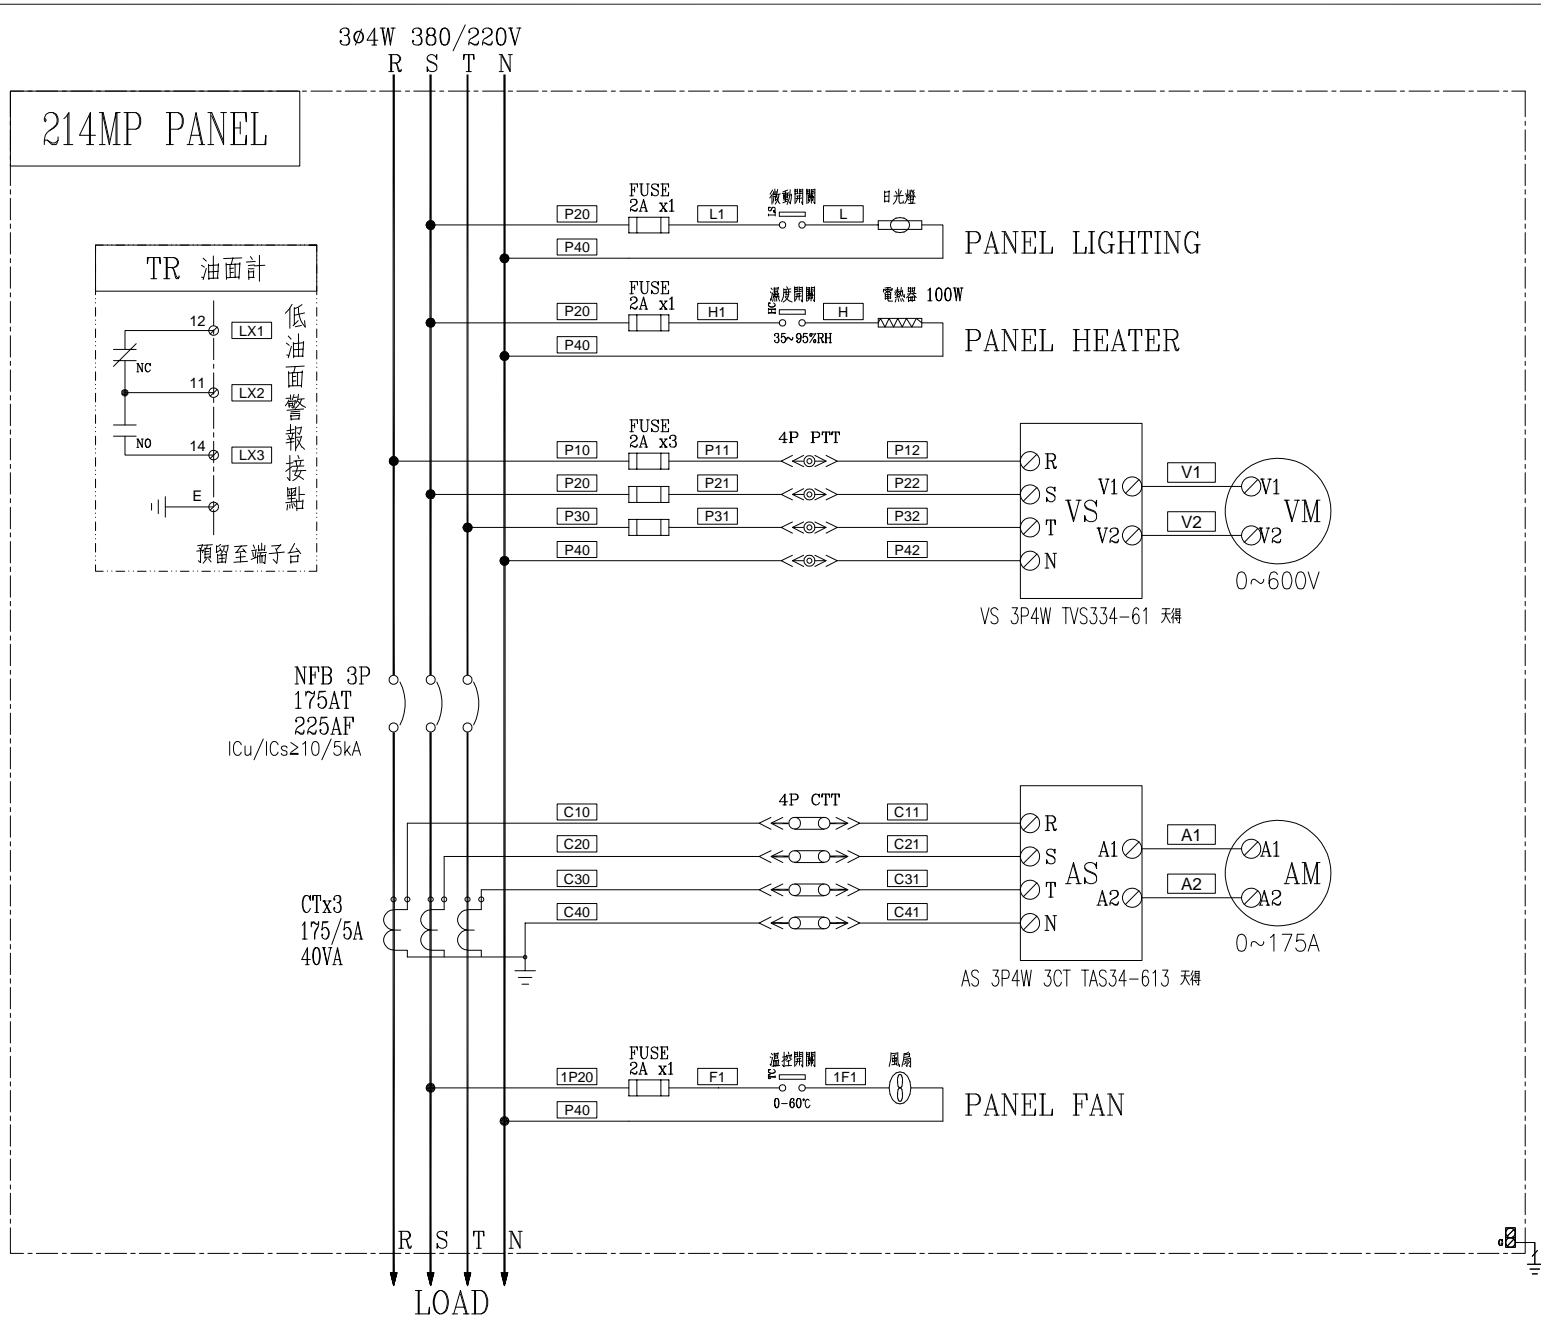 3ø4W 380/220V
R S T N
214MP PANEL
FUSE
2A x1
P20
L1
微動開關
LS
L
日光燈
P40
PANEL LIGHTING
TR 油面計
12
LX1
NC
11
LX2
NO
14
LX3
E
低油面警報接點
預留至端子台
FUSE
2A x1
P20
H1
濕度開關
HC
35~95%RH
H
電熱器 100W
P40
PANEL HEATER
FUSE
2A x3
4P PTT
P10 P11 P12
P20 P21 P22
P30 P31 P32
P40 P42
R
S
T
N
VS
V1
V2
V1
V2
V1
V2
VM
0~600V
VS 3P4W TVS334-61 天得
NFB 3P
175AT
225AF
ICu/ICs≥10/5kA
4P CTT
C10 C11
C20 C21
C30 C31
C40 C41
R
S
T
N
AS
A1
A2
A1
A2
A1
A2
AM
0~175A
AS 3P4W 3CT TAS34-613 天得
CTx3
175/5A
40VA
FUSE
2A x1
1P20
F1
溫控開關
TC
0-60℃
1F1
風扇
P40
PANEL FAN
R S T N
LOAD
G